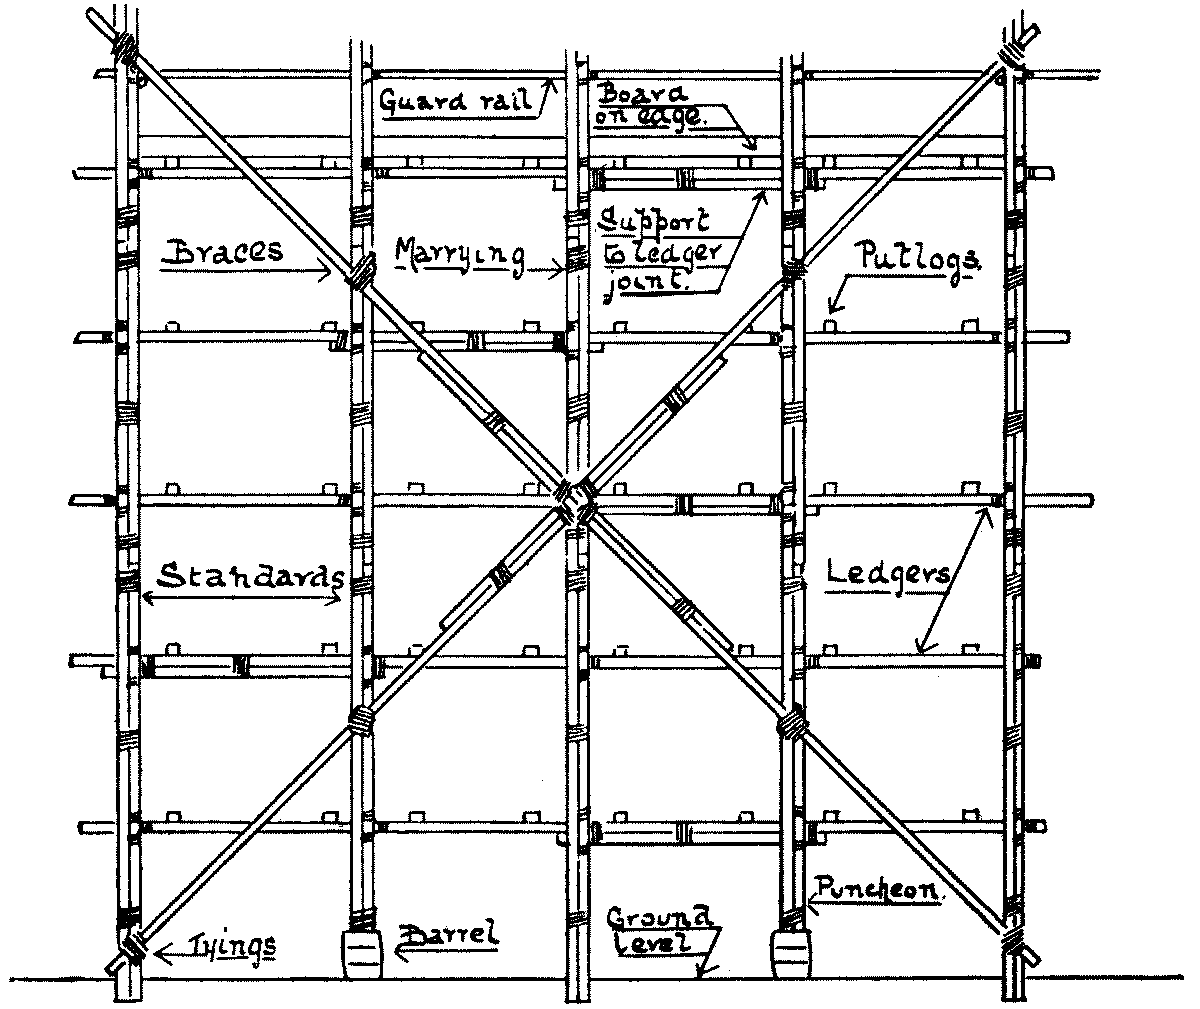 Guard rail
Board
on edge.
Braces
Marrying
Support
to ledger
joint.
Putlogs.
Standards
Ledgers
Puncheon.
Tyings
Barrel
Ground
level